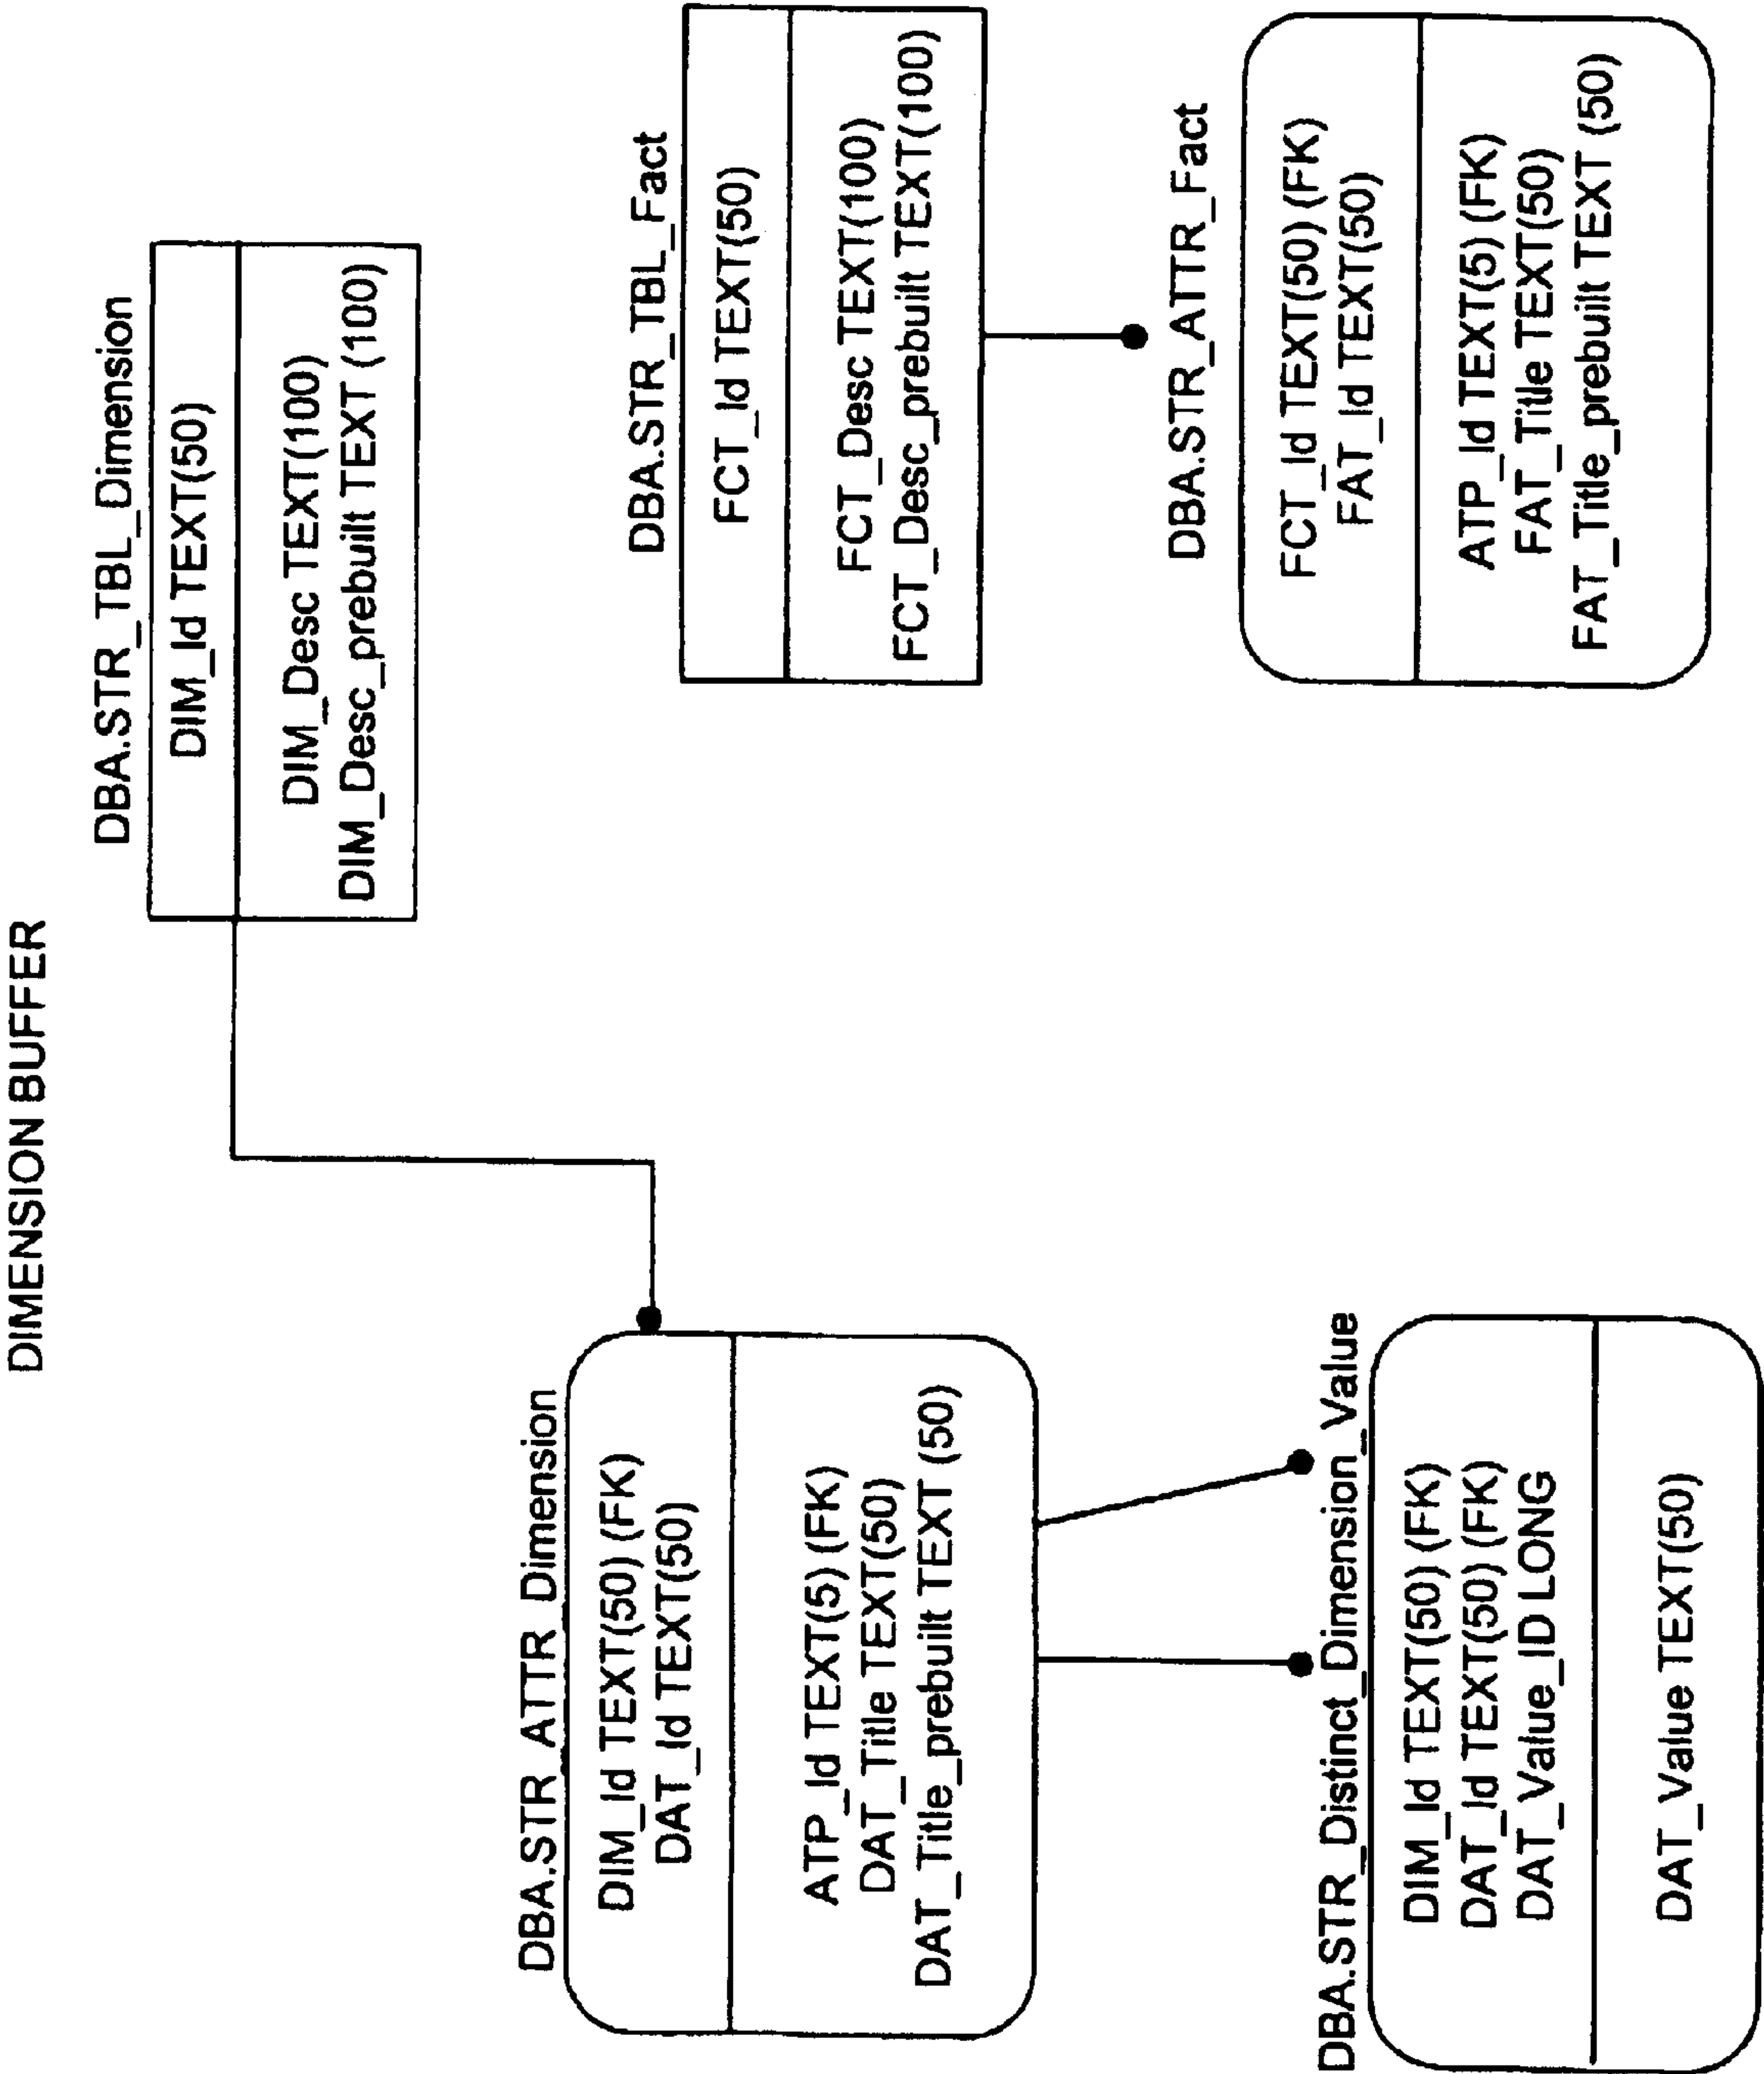 DIMENSION BUFFER
DBA.STR_TBL_Dimension
DIM_Id TEXT(50)
DIM_Desc TEXT(100)
DIM_Desc_prebuilt TEXT (100)
DBA.STR_ATTR_Dimension
DIM_Id TEXT(50) (FK)
DAT_Id TEXT(50)
ATP_Id TEXT(5) (FK)
DAT_Title TEXT(50)
DAT_Title_prebuilt TEXT (50)
DBA.STR_Distinct_Dimension_Value
DIM_Id TEXT(50) (FK)
DAT_Id TEXT(50) (FK)
DAT_Value_ID LONG
DAT_Value TEXT(50)
DBA.STR_TBL_Fact
FCT_Id TEXT(50)
FCT_Desc TEXT(100)
FCT_Desc_prebuilt TEXT(100)
DBA.STR_ATTR_Fact
FCT_Id TEXT(50) (FK)
FAT_Id TEXT(50)
ATP_Id TEXT(5) (FK)
FAT_Title TEXT(50)
FAT_Title_prebuilt TEXT (50)